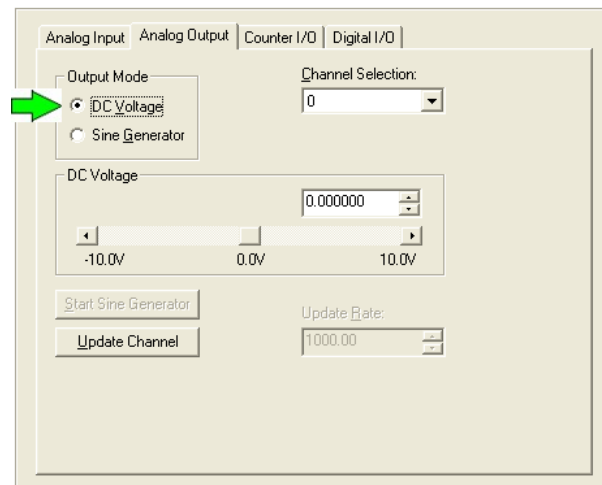 Analog Input Analog Output Counter I/O Digital I/O
Output Mode
DC Voltage
Sine Generator
Channel Selection:
0
DC Voltage
0.000000
-10.0V 0.0V 10.0V
Start Sine Generator
Update Channel
Update Rate:
1000.00